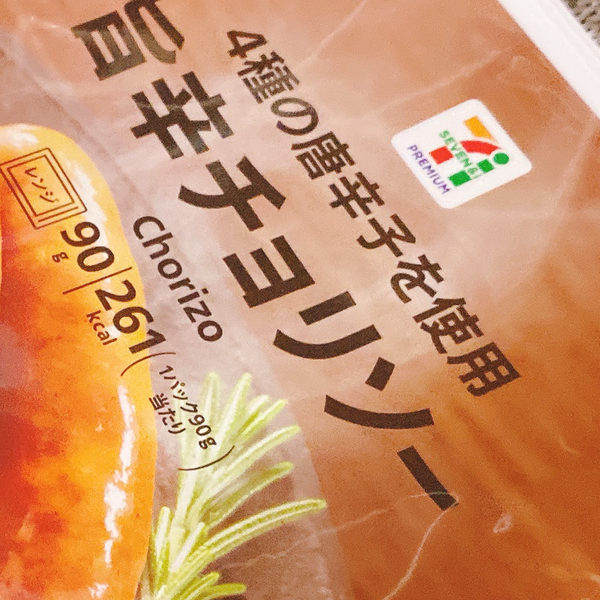 4種の唐辛子を使用
旨辛チョリソー
Chorizo
SEVEN&i
PREMIUM
レンジ
90g
261kcal
(1パック90g
当たり)